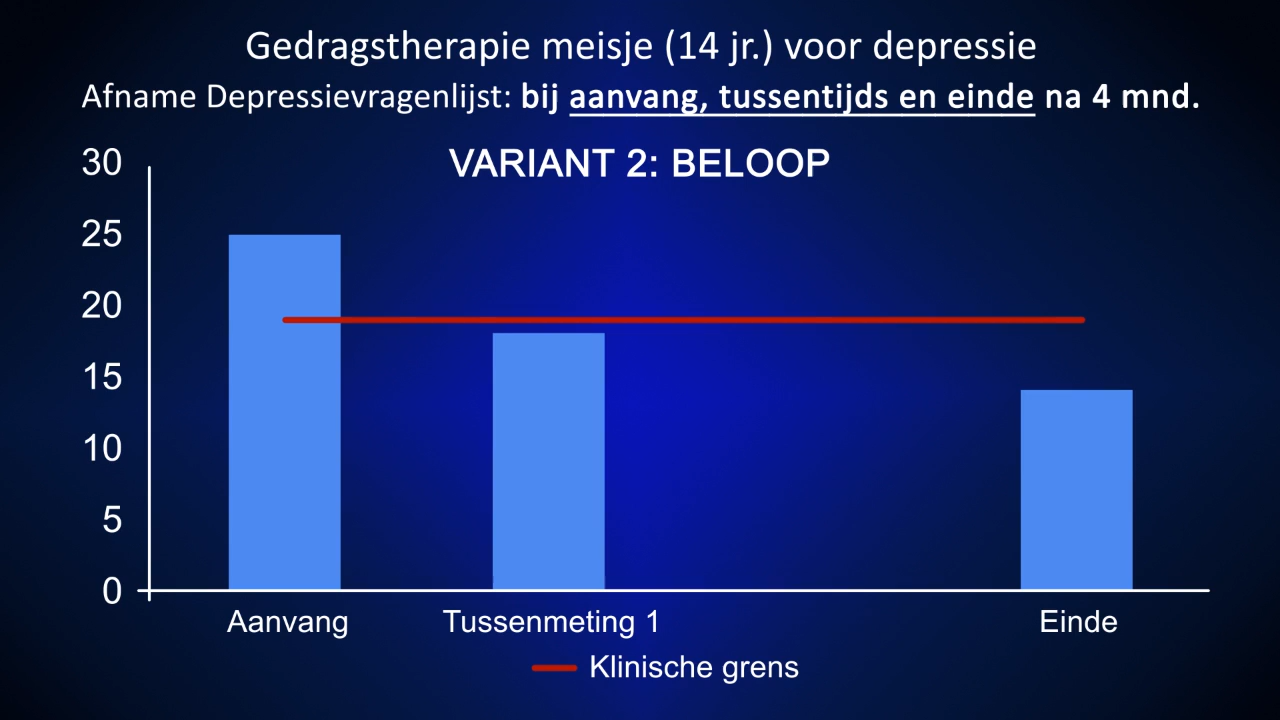 Gedragstherapie meisje (14 jr.) voor depressie
Afname Depressievragenlijst: bij aanvang, tussentijds en einde na 4 mnd.
VARIANT 2: BELOOP
30
25
20
15
10
5
0
Aanvang Tussenmeting 1 Einde
Klinische grens